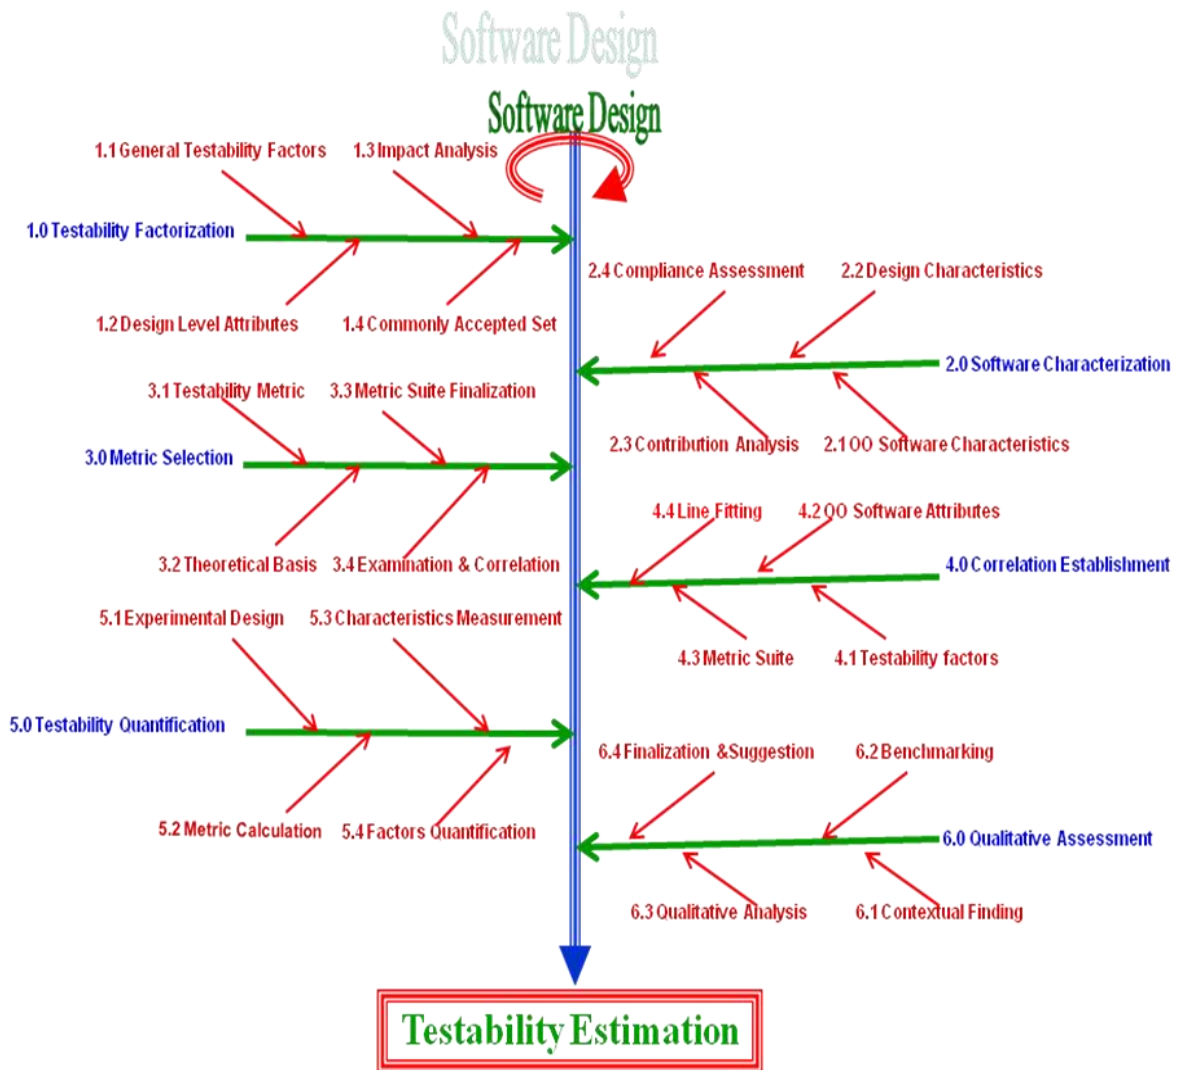 Software Design
Software Design
1.1 General Testability Factors
1.3 Impact Analysis
1.0 Testability Factorization
1.2 Design Level Attributes
1.4 Commonly Accepted Set
2.4 Compliance Assessment
2.2 Design Characteristics
2.0 Software Characterization
2.3 Contribution Analysis
2.1 OO Software Characteristics
3.1 Testability Metric
3.3 Metric Suite Finalization
3.0 Metric Selection
3.2 Theoretical Basis
3.4 Examination & Correlation
4.4 Line Fitting
4.2 OO Software Attributes
4.0 Correlation Establishment
4.3 Metric Suite
4.1 Testability factors
5.1 Experimental Design
5.3 Characteristics Measurement
5.0 Testability Quantification
5.2 Metric Calculation
5.4 Factors Quantification
6.4 Finalization &Suggestion
6.2 Benchmarking
6.0 Qualitative Assessment
6.3 Qualitative Analysis
6.1 Contextual Finding
Testability Estimation